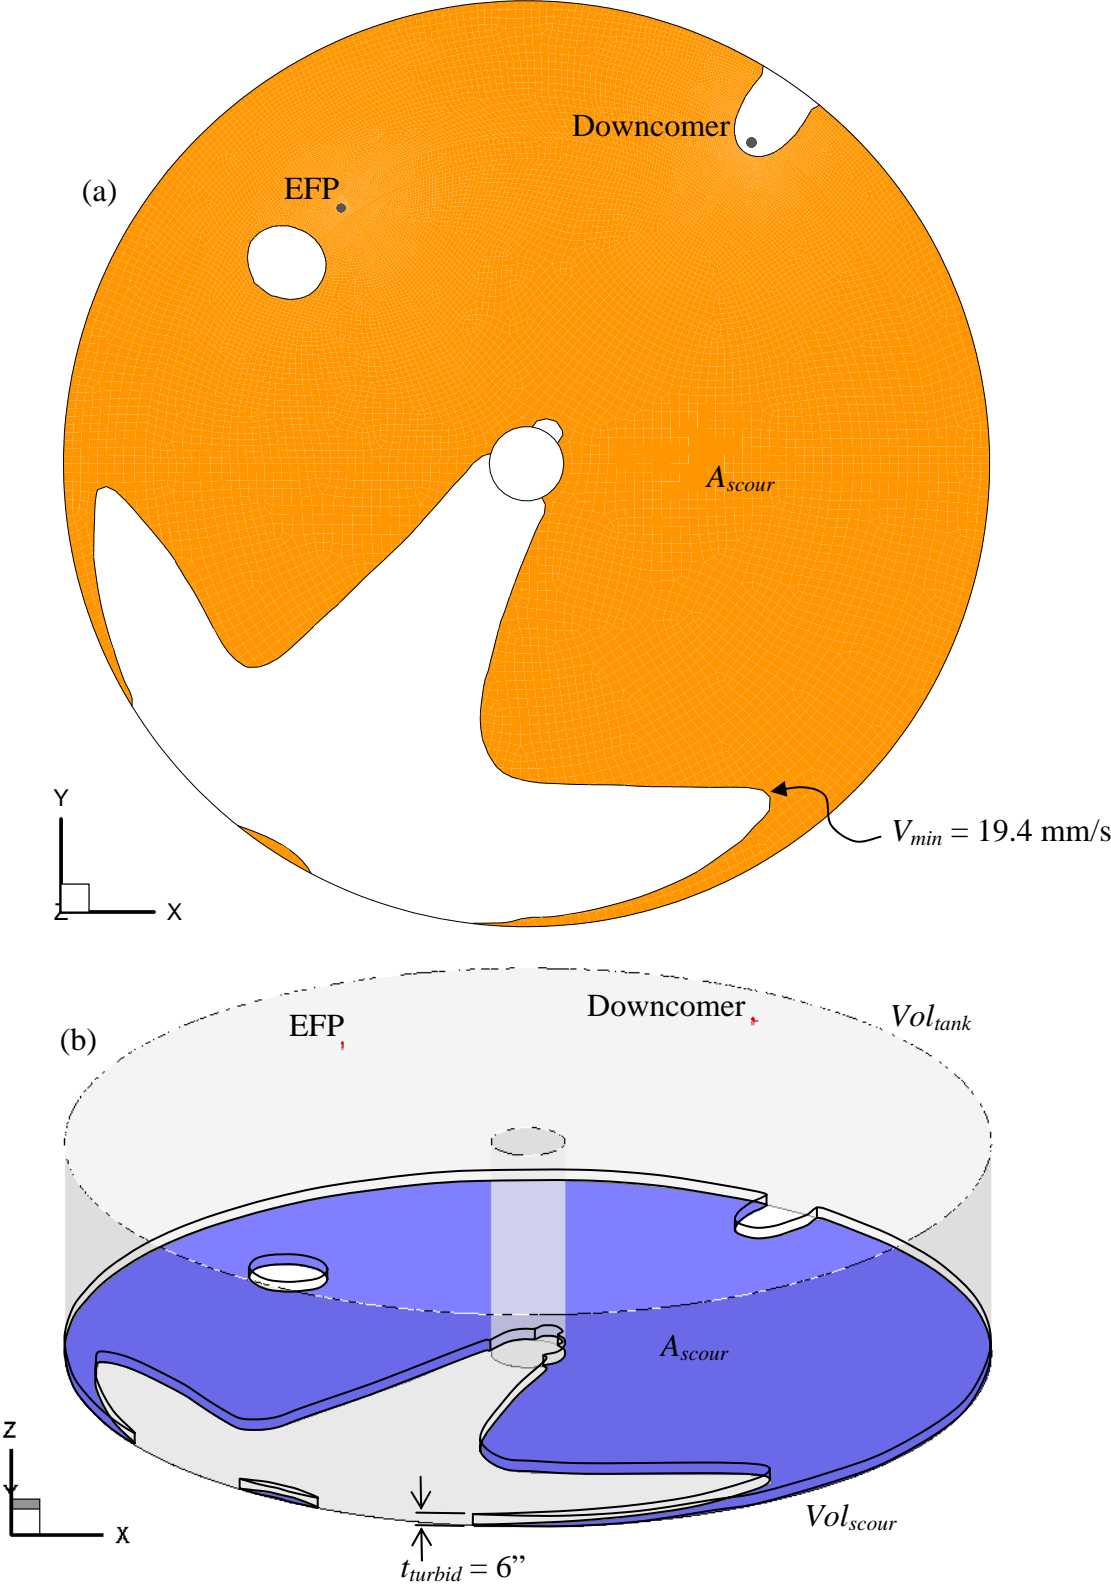 Downcomer
EFP
(a)
A_scour
Y
V_min = 19.4 mm/s
Z
X
Downcomer
Vol_tank
EFP
(b)
A_scour
Z
Y
X
Vol_scour
t_turbid = 6”